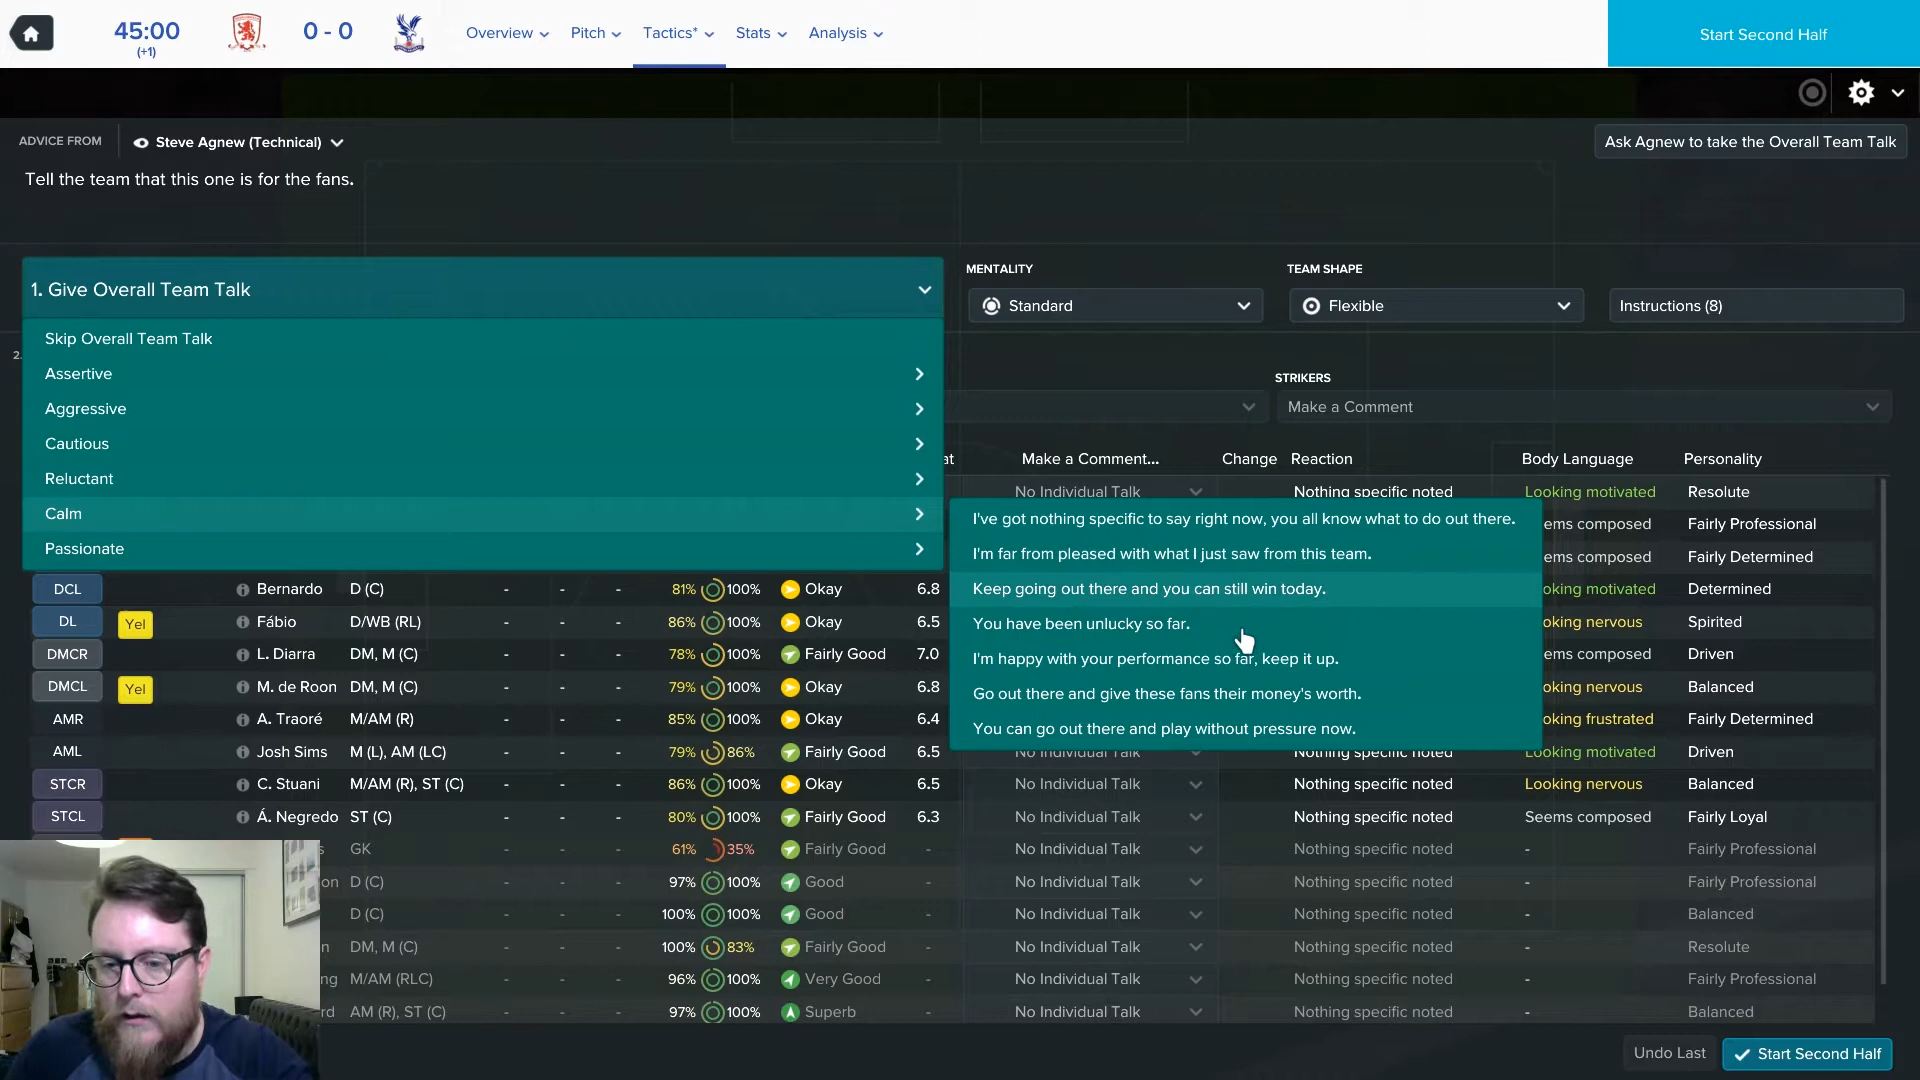 45:00
(+1)
0 - 0
Overview
Pitch
Tactics*
Stats
Analysis
Start Second Half
ADVICE FROM
Steve Agnew (Technical)
Ask Agnew to take the Overall Team Talk
Tell the team that this one is for the fans.
1. Give Overall Team Talk
MENTALITY
TEAM SHAPE
Standard
Flexible
Instructions (8)
Skip Overall Team Talk
2.
Assertive
STRIKERS
Aggressive
Make a Comment
Cautious
at Make a Comment... Change Reaction Body Language Personality
Reluctant
No Individual Talk Nothing specific noted Looking motivated Resolute
Calm
I've got nothing specific to say right now, you all know what to do out there. ems composed Fairly Professional
Passionate
I'm far from pleased with what I just saw from this team. ems composed Fairly Determined
DCL Bernardo D (C) - - - 81% 100% Okay 6.8 Keep going out there and you can still win today. oking motivated Determined
DL Yel Fábio D/WB (RL) - - - 86% 100% Okay 6.5 You have been unlucky so far. oking nervous Spirited
DMCR L. Diarra DM, M (C) - - - 78% 100% Fairly Good 7.0 I'm happy with your performance so far, keep it up. ems composed Driven
DMCL Yel M. de Roon DM, M (C) - - - 79% 100% Okay 6.8 Go out there and give these fans their money's worth. oking nervous Balanced
AMR A. Traoré M/AM (R) - - - 85% 100% Okay 6.4 You can go out there and play without pressure now. oking frustrated Fairly Determined
AML Josh Sims M (L), AM (LC) - - - 79% 86% Fairly Good 6.5 No Individual Talk Nothing specific noted Looking motivated Driven
STCR C. Stuani M/AM (R), ST (C) - - - 86% 100% Okay 6.5 No Individual Talk Nothing specific noted Looking nervous Balanced
STCL Á. Negredo ST (C) - - - 80% 100% Fairly Good 6.3 No Individual Talk Nothing specific noted Seems composed Fairly Loyal
s GK - - - 61% 35% Fairly Good - No Individual Talk Nothing specific noted - Fairly Professional
on D (C) - - - 97% 100% Good - No Individual Talk Nothing specific noted - Fairly Professional
D (C) - - - 100% 100% Good - No Individual Talk Nothing specific noted - Balanced
n DM, M (C) - - - 100% 83% Fairly Good - No Individual Talk Nothing specific noted - Resolute
ng M/AM (RLC) - - - 96% 100% Very Good - No Individual Talk Nothing specific noted - Fairly Professional
rd AM (R), ST (C) - - - 97% 100% Superb - No Individual Talk Nothing specific noted - Balanced
Undo Last
Start Second Half